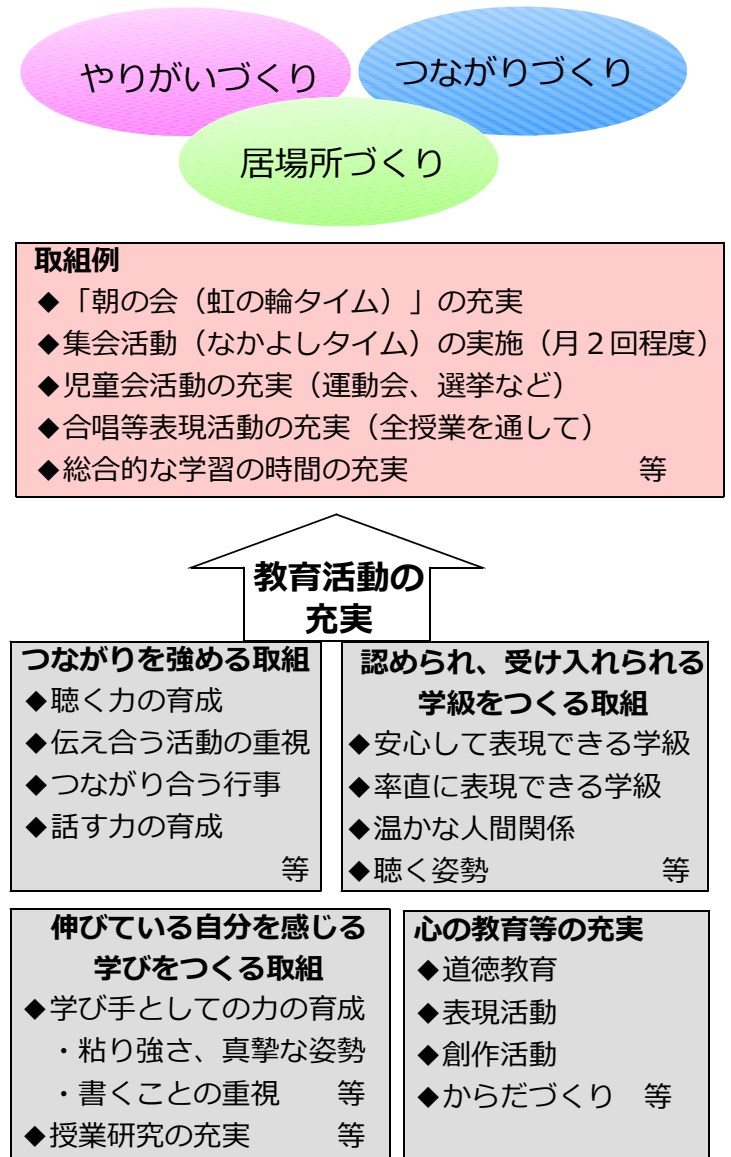 やりがいづくり
つながりづくり
居場所づくり
取組例
◆「朝の会（虹の輪タイム）」の充実
◆集会活動（なかよしタイム）の実施（月２回程度）
◆児童会活動の充実（運動会、選挙など）
◆合唱等表現活動の充実（全授業を通して）
◆総合的な学習の時間の充実　　　　　　　　等
教育活動の
充実
つながりを強める取組
◆聴く力の育成
◆伝え合う活動の重視
◆つながり合う行事
◆話す力の育成
等
認められ、受け入れられる
学級をつくる取組
◆安心して表現できる学級
◆率直に表現できる学級
◆温かな人間関係
◆聴く姿勢　　　　　　等
伸びている自分を感じる
学びをつくる取組
◆学び手としての力の育成
・粘り強さ、真摯な姿勢
・書くことの重視　　等
◆授業研究の充実　　　等
心の教育等の充実
◆道徳教育
◆表現活動
◆創作活動
◆からだづくり　等